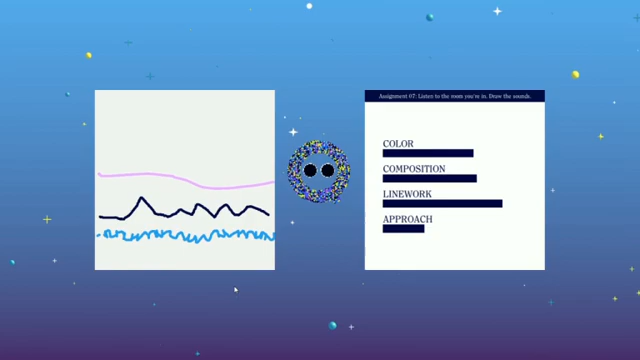 Assignment 07: Listen to the room you're in. Draw the sounds.
COLOR
COMPOSITION
LINEWORK
APPROACH